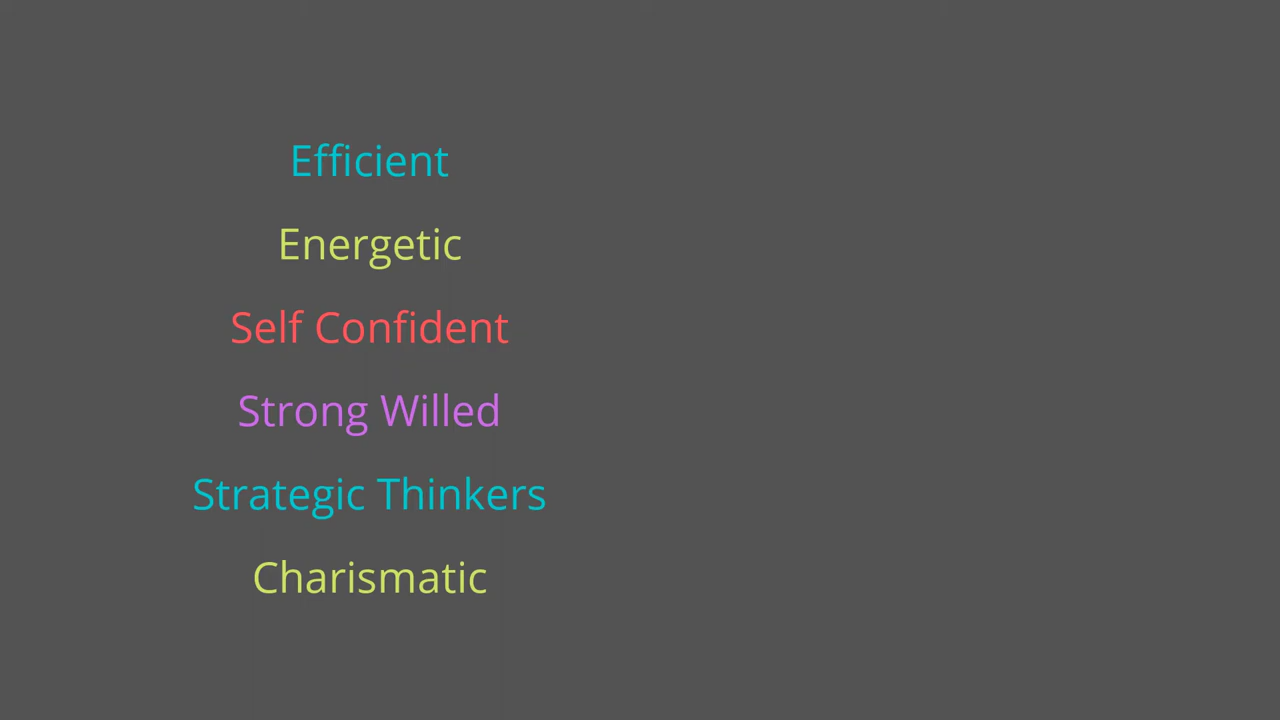 Efficient
Energetic
Self Confident
Strong Willed
Strategic Thinkers
Charismatic